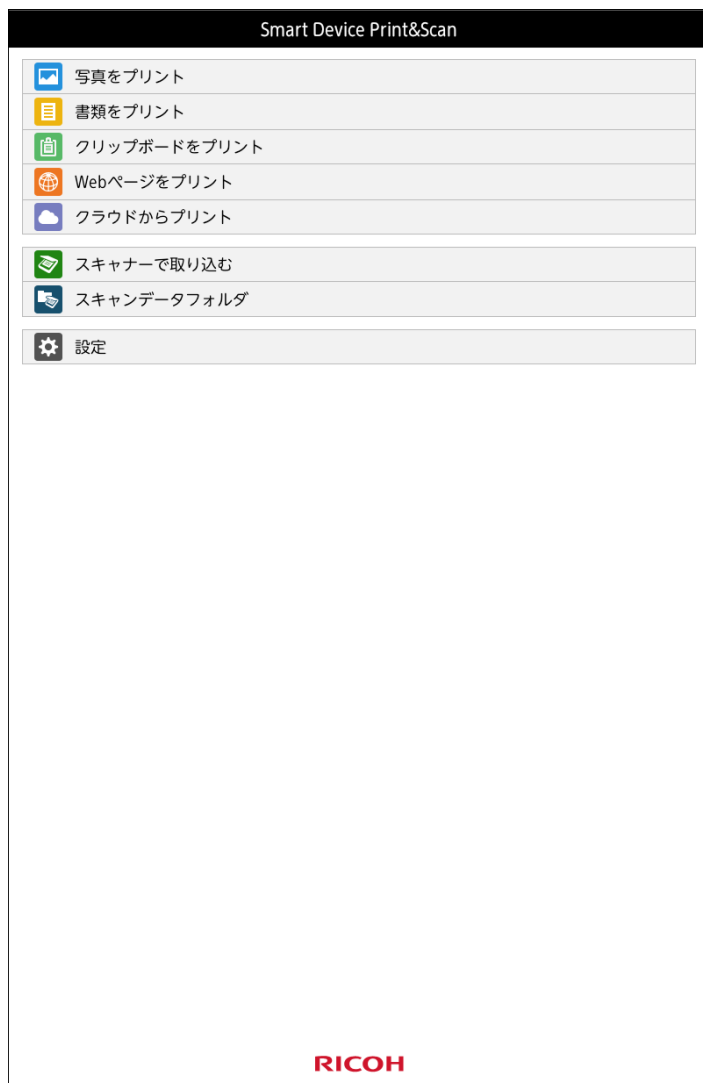 Smart Device Print&Scan
写真をプリント
書類をプリント
クリップボードをプリント
Webページをプリント
クラウドからプリント
スキャナーで取り込む
スキャンデータフォルダ
設定
RICOH